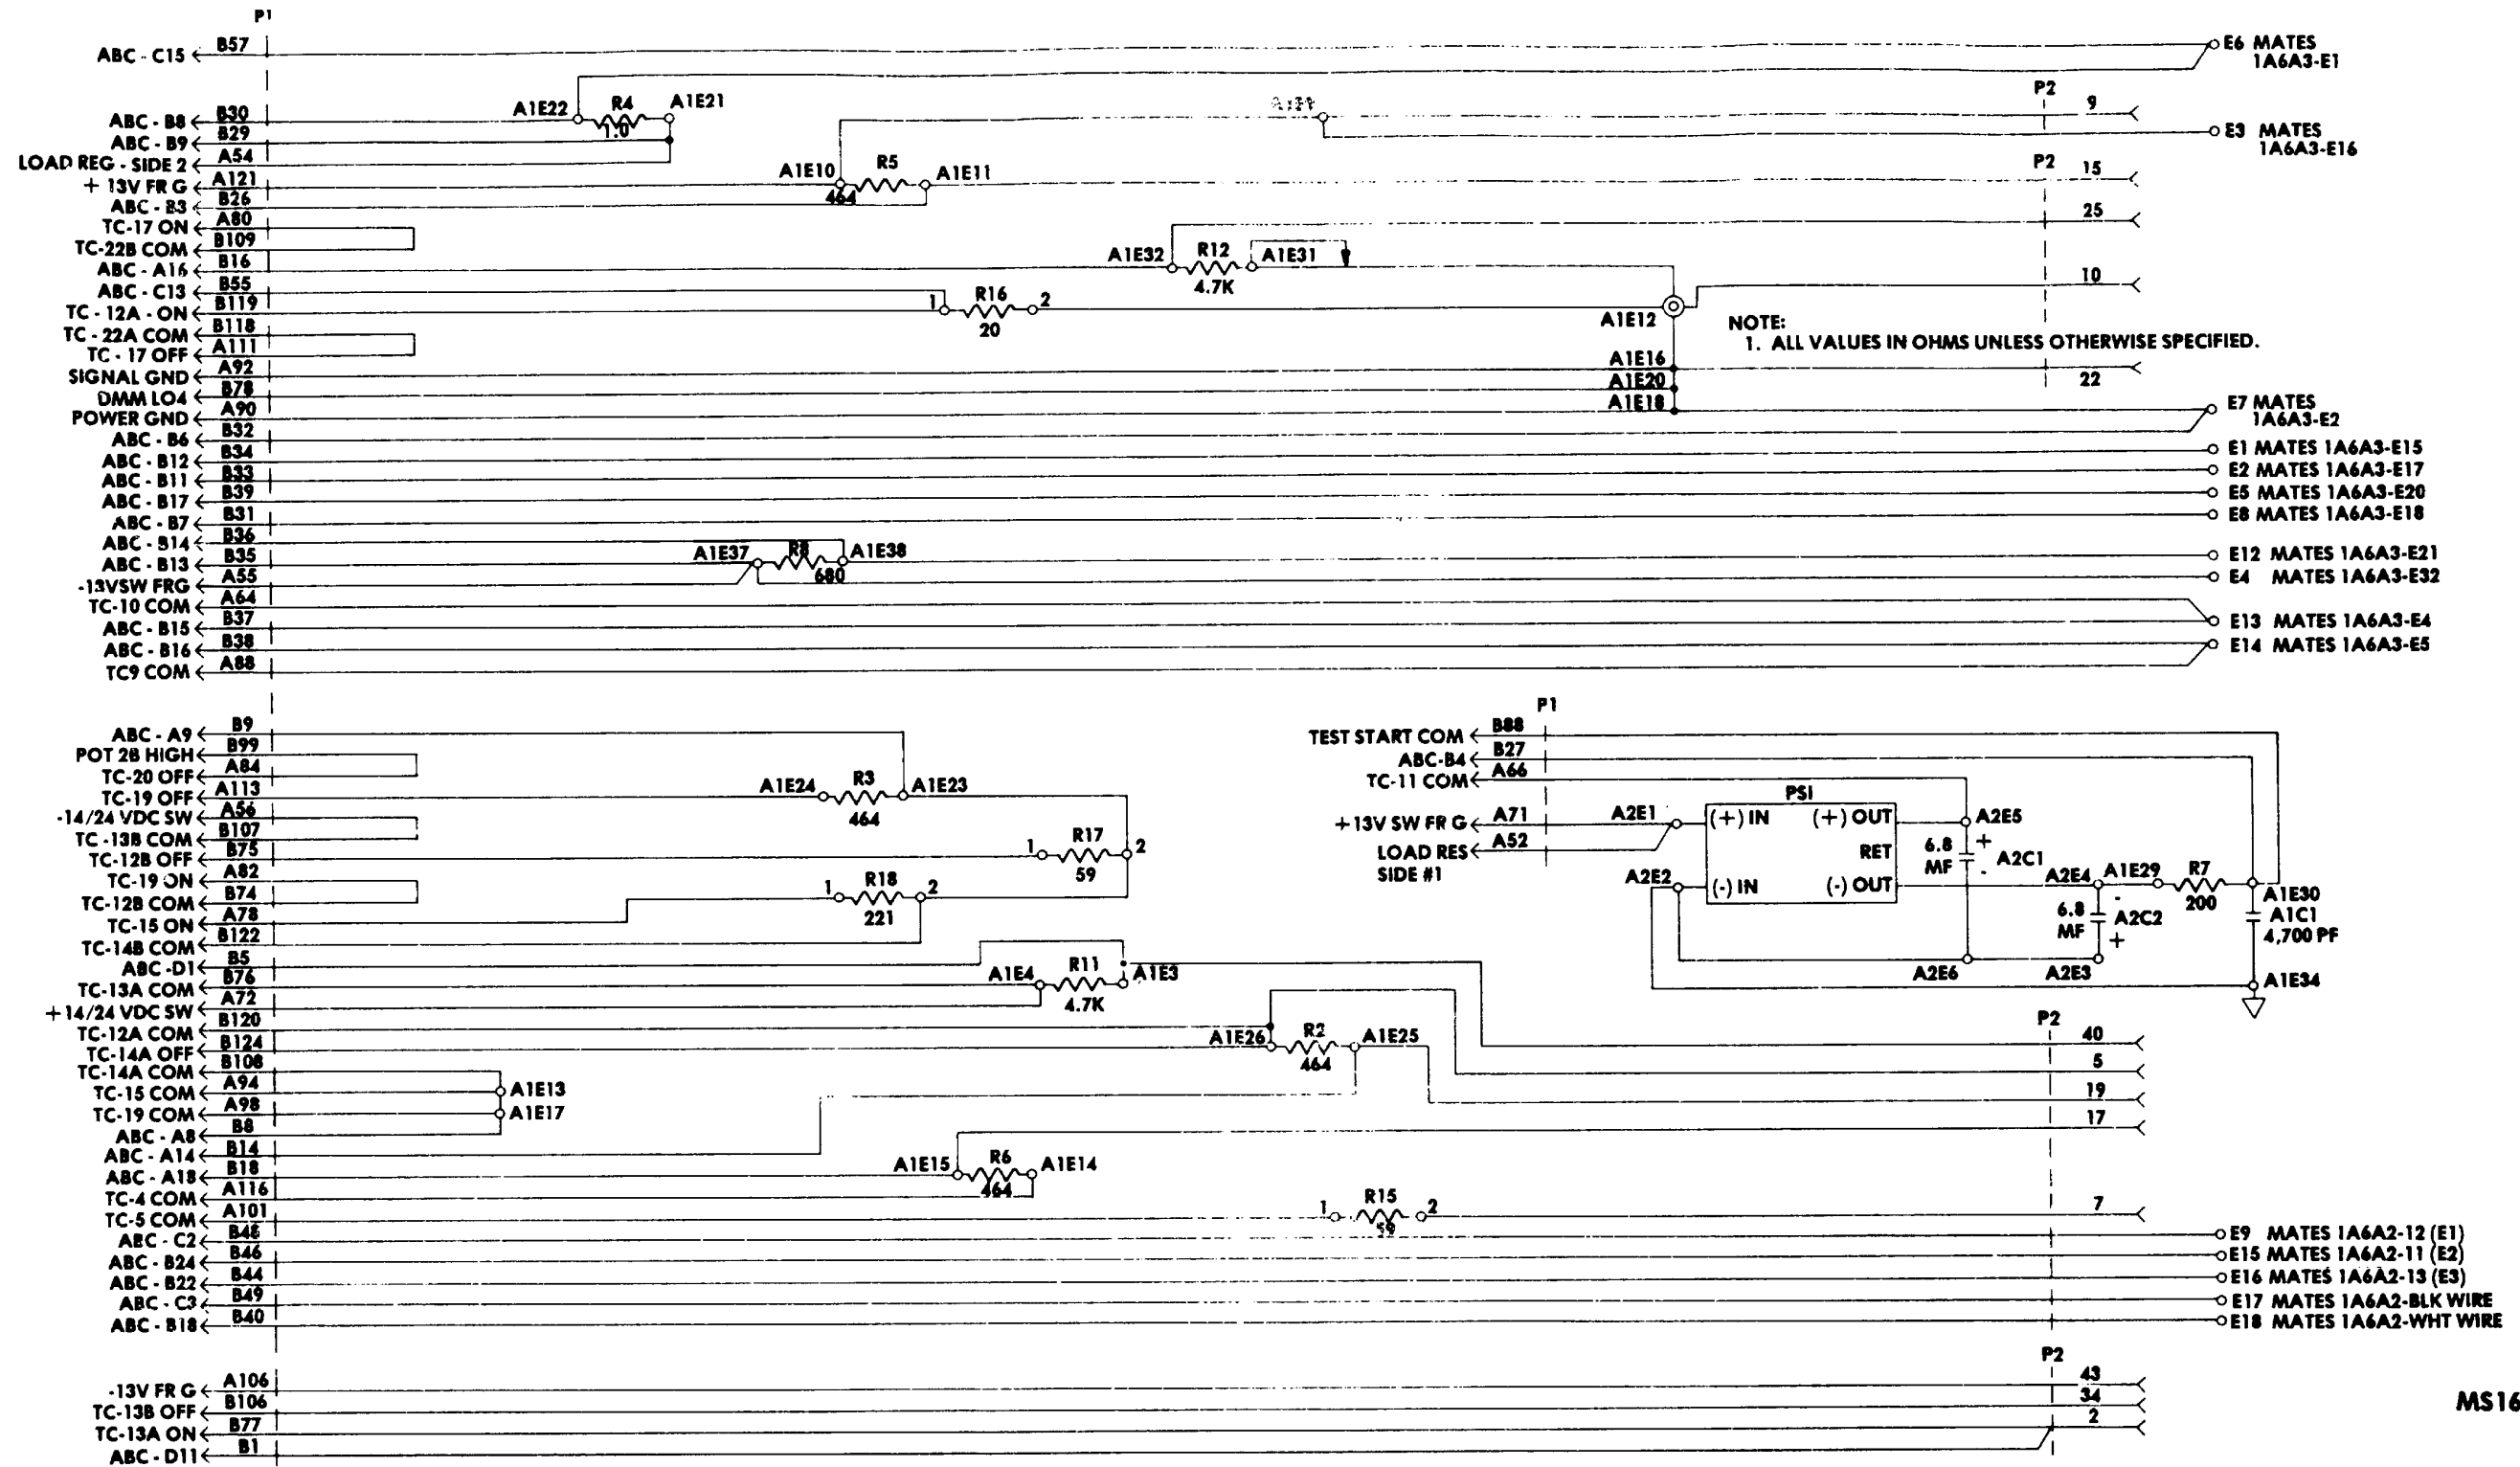 P1
ABC - C15 B57
E6 MATES
1A6A3-E1
P2
ABC - B8 B30 A1E22 R4 A1E21
1.0
9
ABC - B9 B29
E3 MATES
1A6A3-E16
LOAD REG - SIDE 2 A54
P2
+ 13V FR G A121 A1E10 R5 A1E11 15
464
ABC - B3 B26
TC-17 ON A80 25
TC-22B COM B109
ABC - A16 B16 A1E32 R12 A1E31
4.7K
10
ABC - C13 B55
TC - 12A - ON B119 1 R16 2
20
A1E12
NOTE:
1. ALL VALUES IN OHMS UNLESS OTHERWISE SPECIFIED.
TC - 22A COM B118
TC - 17 OFF A111
SIGNAL GND A92 A1E16
22
DMM LO4 B78 A1E20
POWER GND A90 A1E18
E7 MATES
1A6A3-E2
ABC - B6 B32
ABC - B12 B34 E1 MATES 1A6A3-E15
ABC - B11 B33 E2 MATES 1A6A3-E17
ABC - B17 B39 E5 MATES 1A6A3-E20
ABC - B7 B31 E8 MATES 1A6A3-E18
ABC - B14 B36
ABC - B13 B35 A1E37 R8 A1E38 E12 MATES 1A6A3-E21
680
-13VSW FRG A55 E4 MATES 1A6A3-E32
TC-10 COM A64
ABC - B15 B37 E13 MATES 1A6A3-E4
ABC - B16 B38 E14 MATES 1A6A3-E5
TC9 COM A88
ABC - A9 B9
POT 2B HIGH B99
TC-20 OFF A84
TC-19 OFF A113 A1E24 R3 A1E23
464
-14/24 VDC SW A56
TC -13B COM B107
TC-12B OFF B75 1 R17 2
59
TC-19 ON A82
TC-12B COM B74 1 R18 2
221
TC-15 ON A78
TC-14B COM B122
ABC -D1 B5
TC-13A COM B76 A1E4 R11 A1E3
4.7K
+14/24 VDC SW A72
P1
TEST START COM B88
ABC-B4 B27
TC-11 COM A66
PSI
+13V SW FR G A71 A2E1 (+) IN (+) OUT A2E5
LOAD RES A52
SIDE #1
RET
6.8
MF
+
A2C1
-
A2E2 (-) IN (-) OUT A2E4 A1E29 R7
200
A1E30
-
6.8
MF
A2C2
+
A1C1
4,700 PF
A2E6 A2E3 A1E34
P2
TC-12A COM B120
TC-14A OFF B124 A1E26 R2 A1E25 40
464
TC-14A COM B108 5
TC-15 COM A94 A1E13 19
TC-19 COM A98 A1E17 17
ABC - A8 B8
ABC - A14 B14
ABC - A18 B18 A1E15 R6 A1E14
464
TC-4 COM A116
TC-5 COM A101 1 R15 2 7
59
ABC - C2 B48 E9 MATES 1A6A2-12 (E1)
ABC - B24 B46 E15 MATES 1A6A2-11 (E2)
ABC - B22 B44 E16 MATES 1A6A2-13 (E3)
ABC - C3 B49 E17 MATES 1A6A2-BLK WIRE
ABC - B18 B40 E18 MATES 1A6A2-WHT WIRE
P2
-13V FR G A106 43
TC-13B OFF B106 34
TC-13A ON B77 2
ABC - D11 B1
MS16